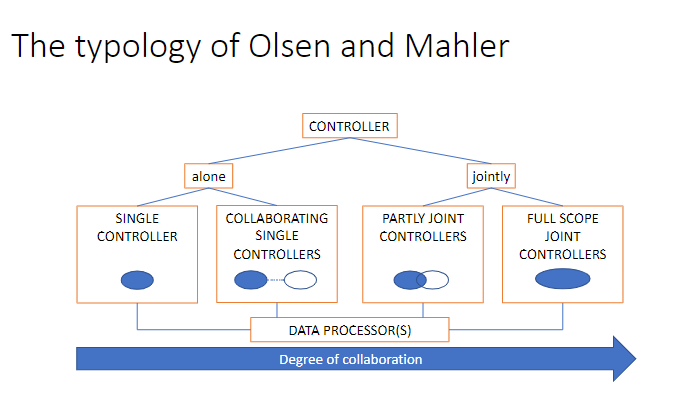 The typology of Olsen and Mahler
CONTROLLER
alone
jointly
SINGLE
CONTROLLER
COLLABORATING
SINGLE
CONTROLLERS
PARTLY JOINT
CONTROLLERS
FULL SCOPE
JOINT
CONTROLLERS
DATA PROCESSOR(S)
Degree of collaboration